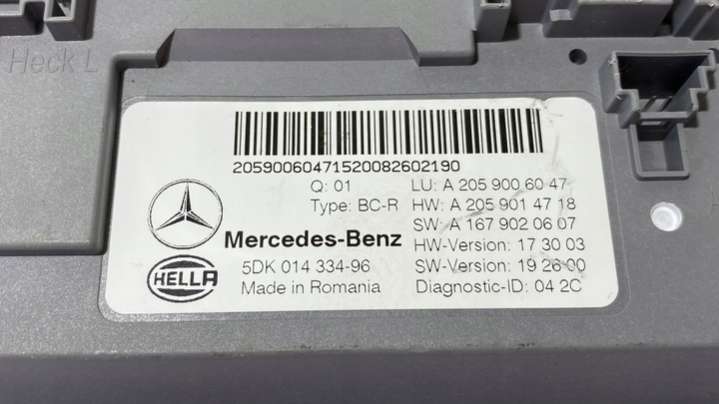 Heck L
205900604715200826​02190
Q: 01
Type: BC-R
LU: A 205 900 60 47
HW: A 205 901 47 18
SW: A 167 902 06 07
Mercedes-Benz
HW-Version: 17 30 03
HELLA
5DK 014 334-96
SW-Version: 19 26 00
Made in Romania
Diagnostic-ID: 04 2C